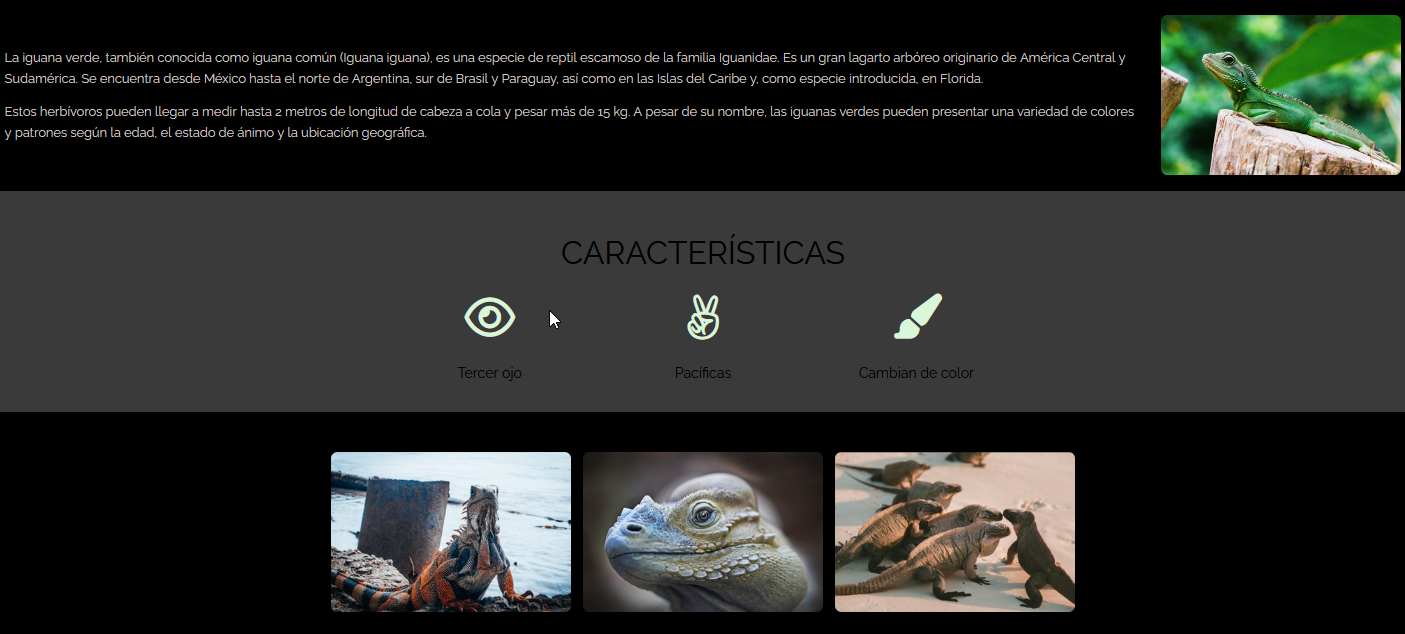 La iguana verde, también conocida como iguana común (Iguana iguana), es una especie de reptil escamoso de la familia Iguanidae. Es un gran lagarto arbóreo originario de América Central y
Sudamérica. Se encuentra desde México hasta el norte de Argentina, sur de Brasil y Paraguay, así como en las Islas del Caribe y, como especie introducida, en Florida.
Estos herbívoros pueden llegar a medir hasta 2 metros de longitud de cabeza a cola y pesar más de 15 kg. A pesar de su nombre, las iguanas verdes pueden presentar una variedad de colores
y patrones según la edad, el estado de ánimo y la ubicación geográfica.
CARACTERÍSTICAS
Tercer ojo
Pacíficas
Cambian de color